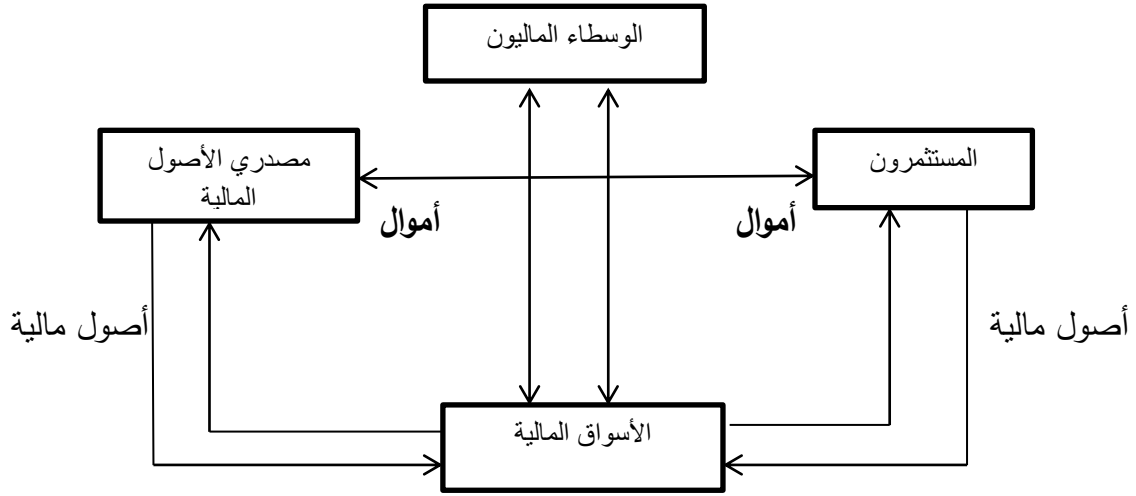 الوسطاء الماليون
المستثمرون
مصدري الأصول
المالية
أموال
أموال
أصول مالية
أصول مالية
الأسواق المالية